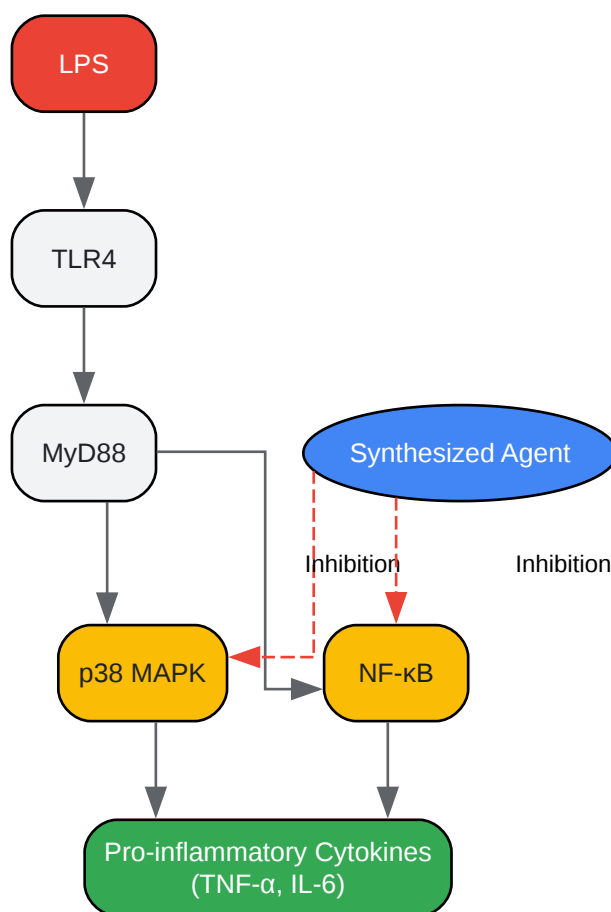 LPS
TLR4
MyD88
Synthesized Agent
Inhibition
Inhibition
p38 MAPK
NF-κB
Pro-inflammatory Cytokines
(TNF-α, IL-6)